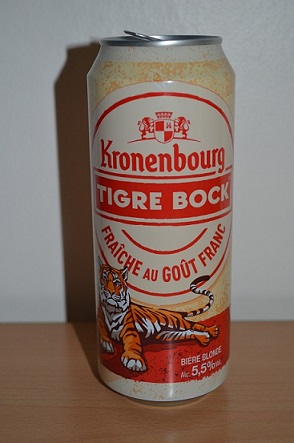 Kronenbourg
TIGRE BOCK
FRAÎCHE AU GOÛT FRANC
BIÈRE BLONDE
ALC. 5,5% VOL.